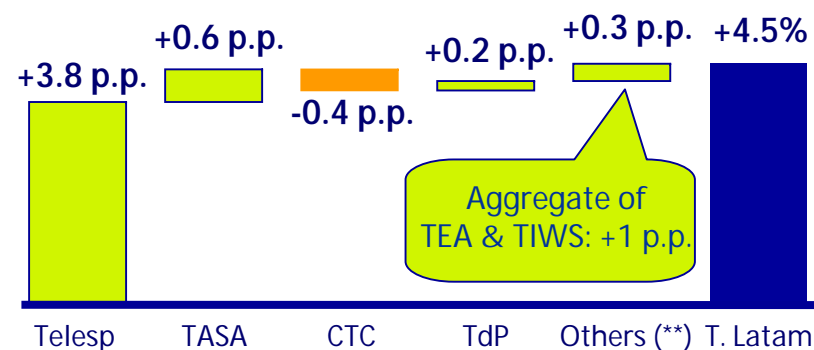 +3.8 p.p.
+0.6 p.p.
-0.4 p.p.
+0.2 p.p.
+0.3 p.p.
+4.5%
Aggregate of
TEA & TIWS: +1 p.p.
Telesp
TASA
CTC
TdP
Others (**)
T. Latam